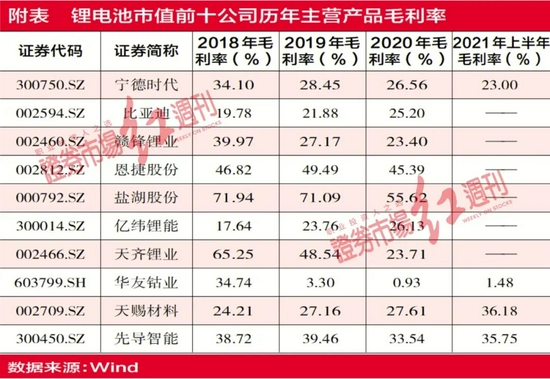 附表 锂电池市值前十公司历年主营产品毛利率
证券代码 证券简称 2018年毛利率(%) 2019年毛利率(%) 2020年毛利率(%) 2021年上半年毛利率(%)
300750.SZ 宁德时代 34.10 28.45 26.56 23.00
002594.SZ 比亚迪 19.78 21.88 25.20 ——
002460.SZ 赣锋锂业 39.97 27.17 23.40 ——
002812.SZ 恩捷股份 46.82 49.49 45.39 ——
000792.SZ 盐湖股份 71.94 71.09 55.62 ——
300014.SZ 亿纬锂能 17.64 23.76 26.13 ——
002466.SZ 天齐锂业 65.25 48.54 23.71 ——
603799.SH 华友钴业 34.74 3.30 0.93 1.48
002709.SZ 天赐材料 24.21 27.16 27.61 36.18
300450.SZ 先导智能 38.72 39.46 33.54 35.75
数据来源:Wind
證券市場紅週刊
證券市場紅週刊